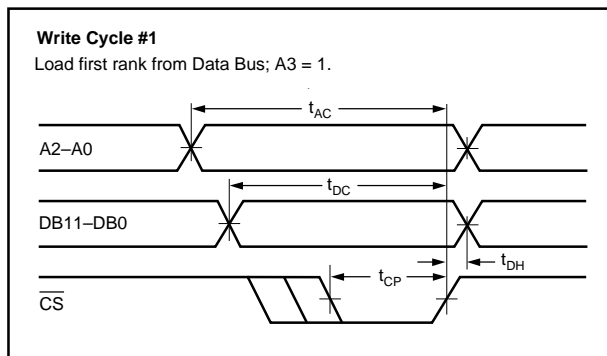 Write Cycle #1
Load first rank from Data Bus; A3 = 1.
tAC
A2–A0
tDC
DB11–DB0
tDH
tCP
CS